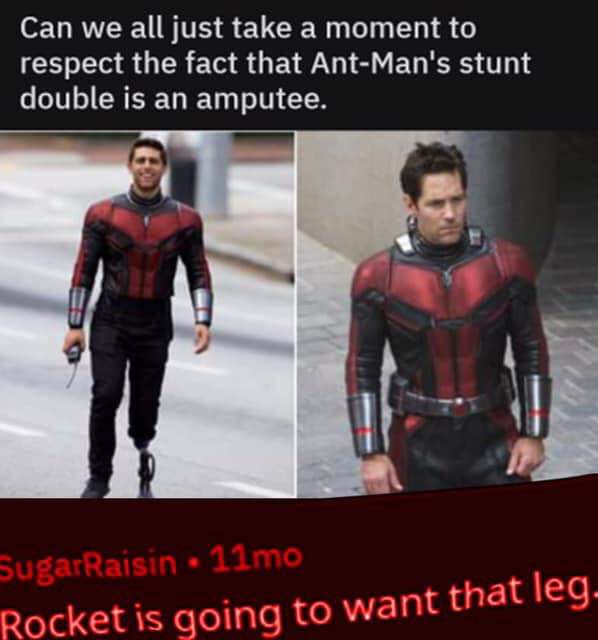 Can we all just take a moment to
respect the fact that Ant-Man's stunt
double is an amputee.
SugarRaisin • 11mo
Rocket is going to want that leg.